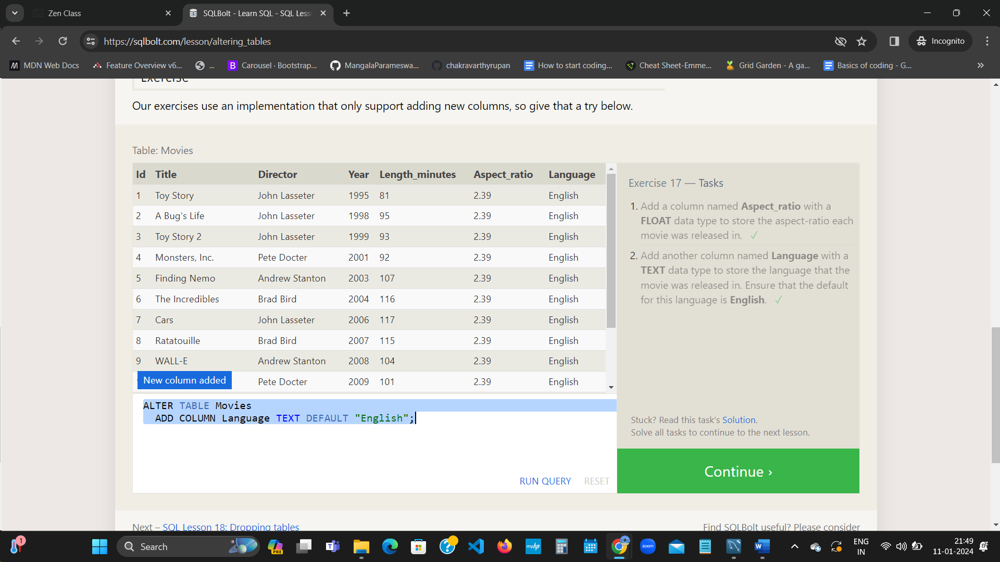 Zen Class
SQLBolt - Learn SQL - SQL Less
https://sqlbolt.com/lesson/altering_tables
Incognito
MDN Web Docs
Feature Overview v6...
...
Carousel · Bootstrap...
MangalaParameswa...
chakravarthyrupan
How to start coding...
Cheat Sheet-Emme...
Grid Garden - A ga...
Basics of coding - G...
Exercise
Our exercises use an implementation that only support adding new columns, so give that a try below.
Table: Movies
Id Title Director Year Length_minutes Aspect_ratio Language
1 Toy Story John Lasseter 1995 81 2.39 English
2 A Bug's Life John Lasseter 1998 95 2.39 English
3 Toy Story 2 John Lasseter 1999 93 2.39 English
4 Monsters, Inc. Pete Docter 2001 92 2.39 English
5 Finding Nemo Andrew Stanton 2003 107 2.39 English
6 The Incredibles Brad Bird 2004 116 2.39 English
7 Cars John Lasseter 2006 117 2.39 English
8 Ratatouille Brad Bird 2007 115 2.39 English
9 WALL-E Andrew Stanton 2008 104 2.39 English
New column added Pete Docter 2009 101 2.39 English
ALTER TABLE Movies
ADD COLUMN Language TEXT DEFAULT "English";
RUN QUERY RESET
Exercise 17 — Tasks
1. Add a column named Aspect_ratio with a
FLOAT data type to store the aspect-ratio each
movie was released in. ✓
2. Add another column named Language with a
TEXT data type to store the language that the
movie was released in. Ensure that the default
for this language is English. ✓
Stuck? Read this task's Solution.
Solve all tasks to continue to the next lesson.
Continue ›
Next – SQL Lesson 18: Dropping tables
Find SQLBolt useful? Please consider
1
Search
PRE
myhp
zoom
ENG
IN
21:49
11-01-2024